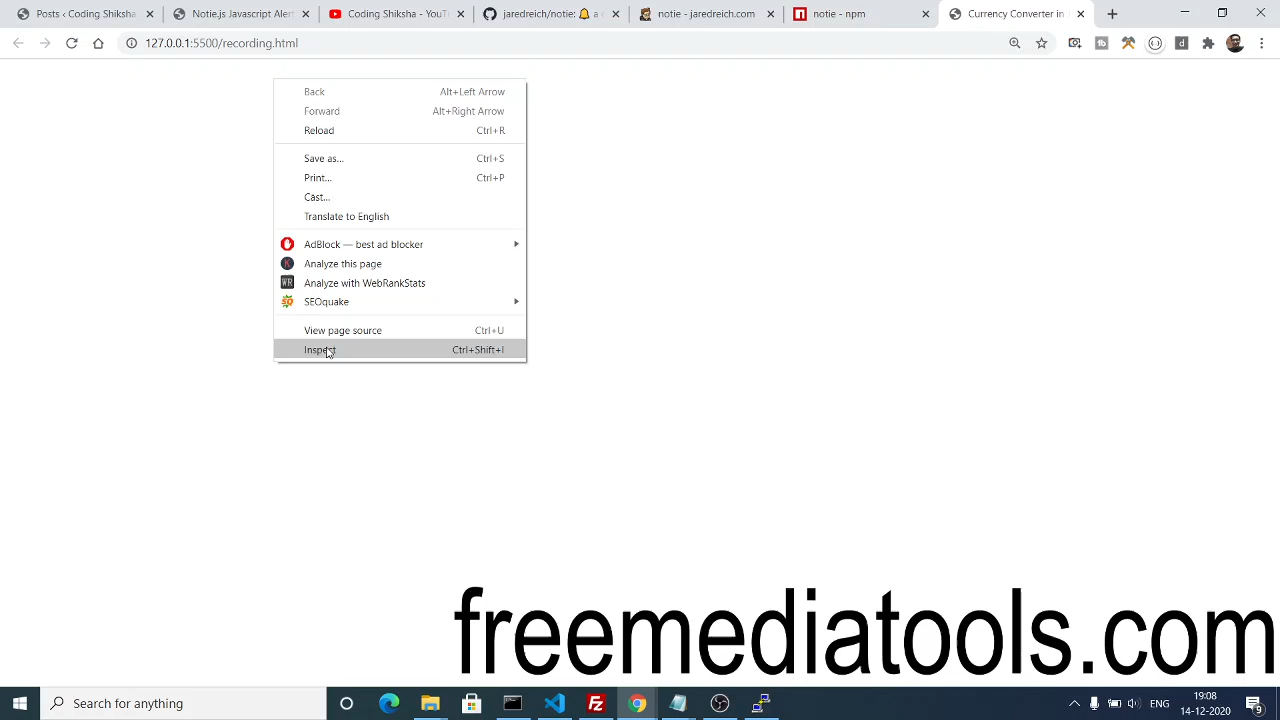 Posts Coding Shiksha
Notie.js Javascript Alert
Coding Shiksha - YouTu
jaredreich/notie: 🔔 a
notie - jaredreich.com
notie - npm
Currency Converter in
127.0.0.1:5500/recording.html
Back Alt+Left Arrow
Forward Alt+Right Arrow
Reload Ctrl+R
Save as... Ctrl+S
Print... Ctrl+P
Cast...
Translate to English
AdBlock — best ad blocker
Analyze this page
WR Analyze with WebRankStats
SEOquake
View page source Ctrl+U
Inspect Ctrl+Shift+I
freemediatools.com
Search for anything
ENG
19:08
14-12-2020